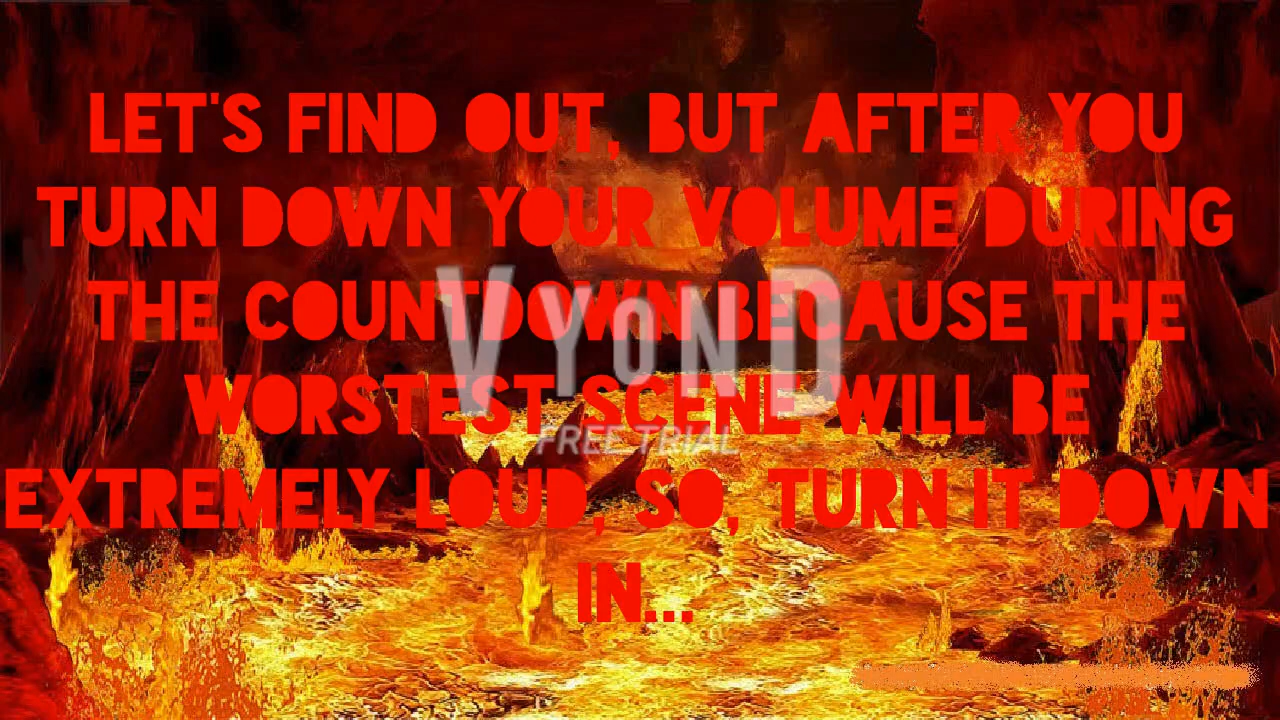 LET'S FIND OUT, BUT AFTER YOU
TURN DOWN YOUR VOLUME DURING
THE COUNTDOWN BECAUSE THE
WORSTEST SCENE WILL BE
EXTREMELY LOUD, SO, TURN IT DOWN
IN...
VYOND
FREE TRIAL